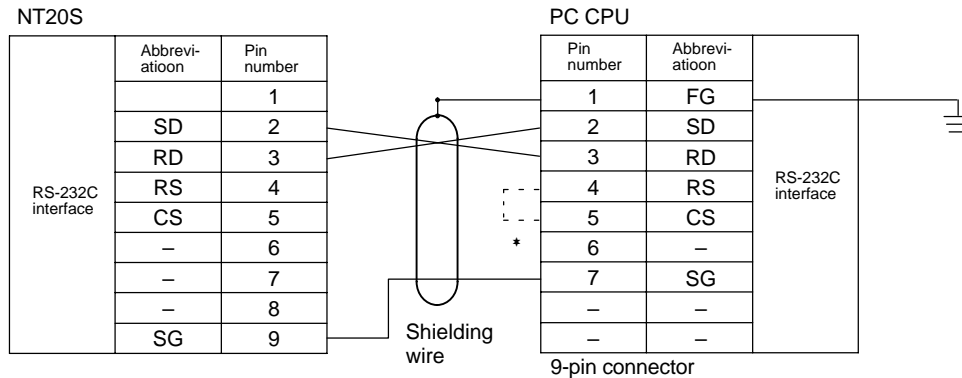 NT20S
PC CPU
Abbrevi-
atioon
Pin
number
Pin
number
Abbrevi-
atioon
1
1
FG
SD
2
2
SD
RD
3
3
RD
RS
4
4
RS
CS
5
5
CS
–
6
6
–
–
7
7
SG
–
8
–
–
SG
9
–
–
RS-232C
interface
RS-232C
interface
*
Shielding
wire
9-pin connector